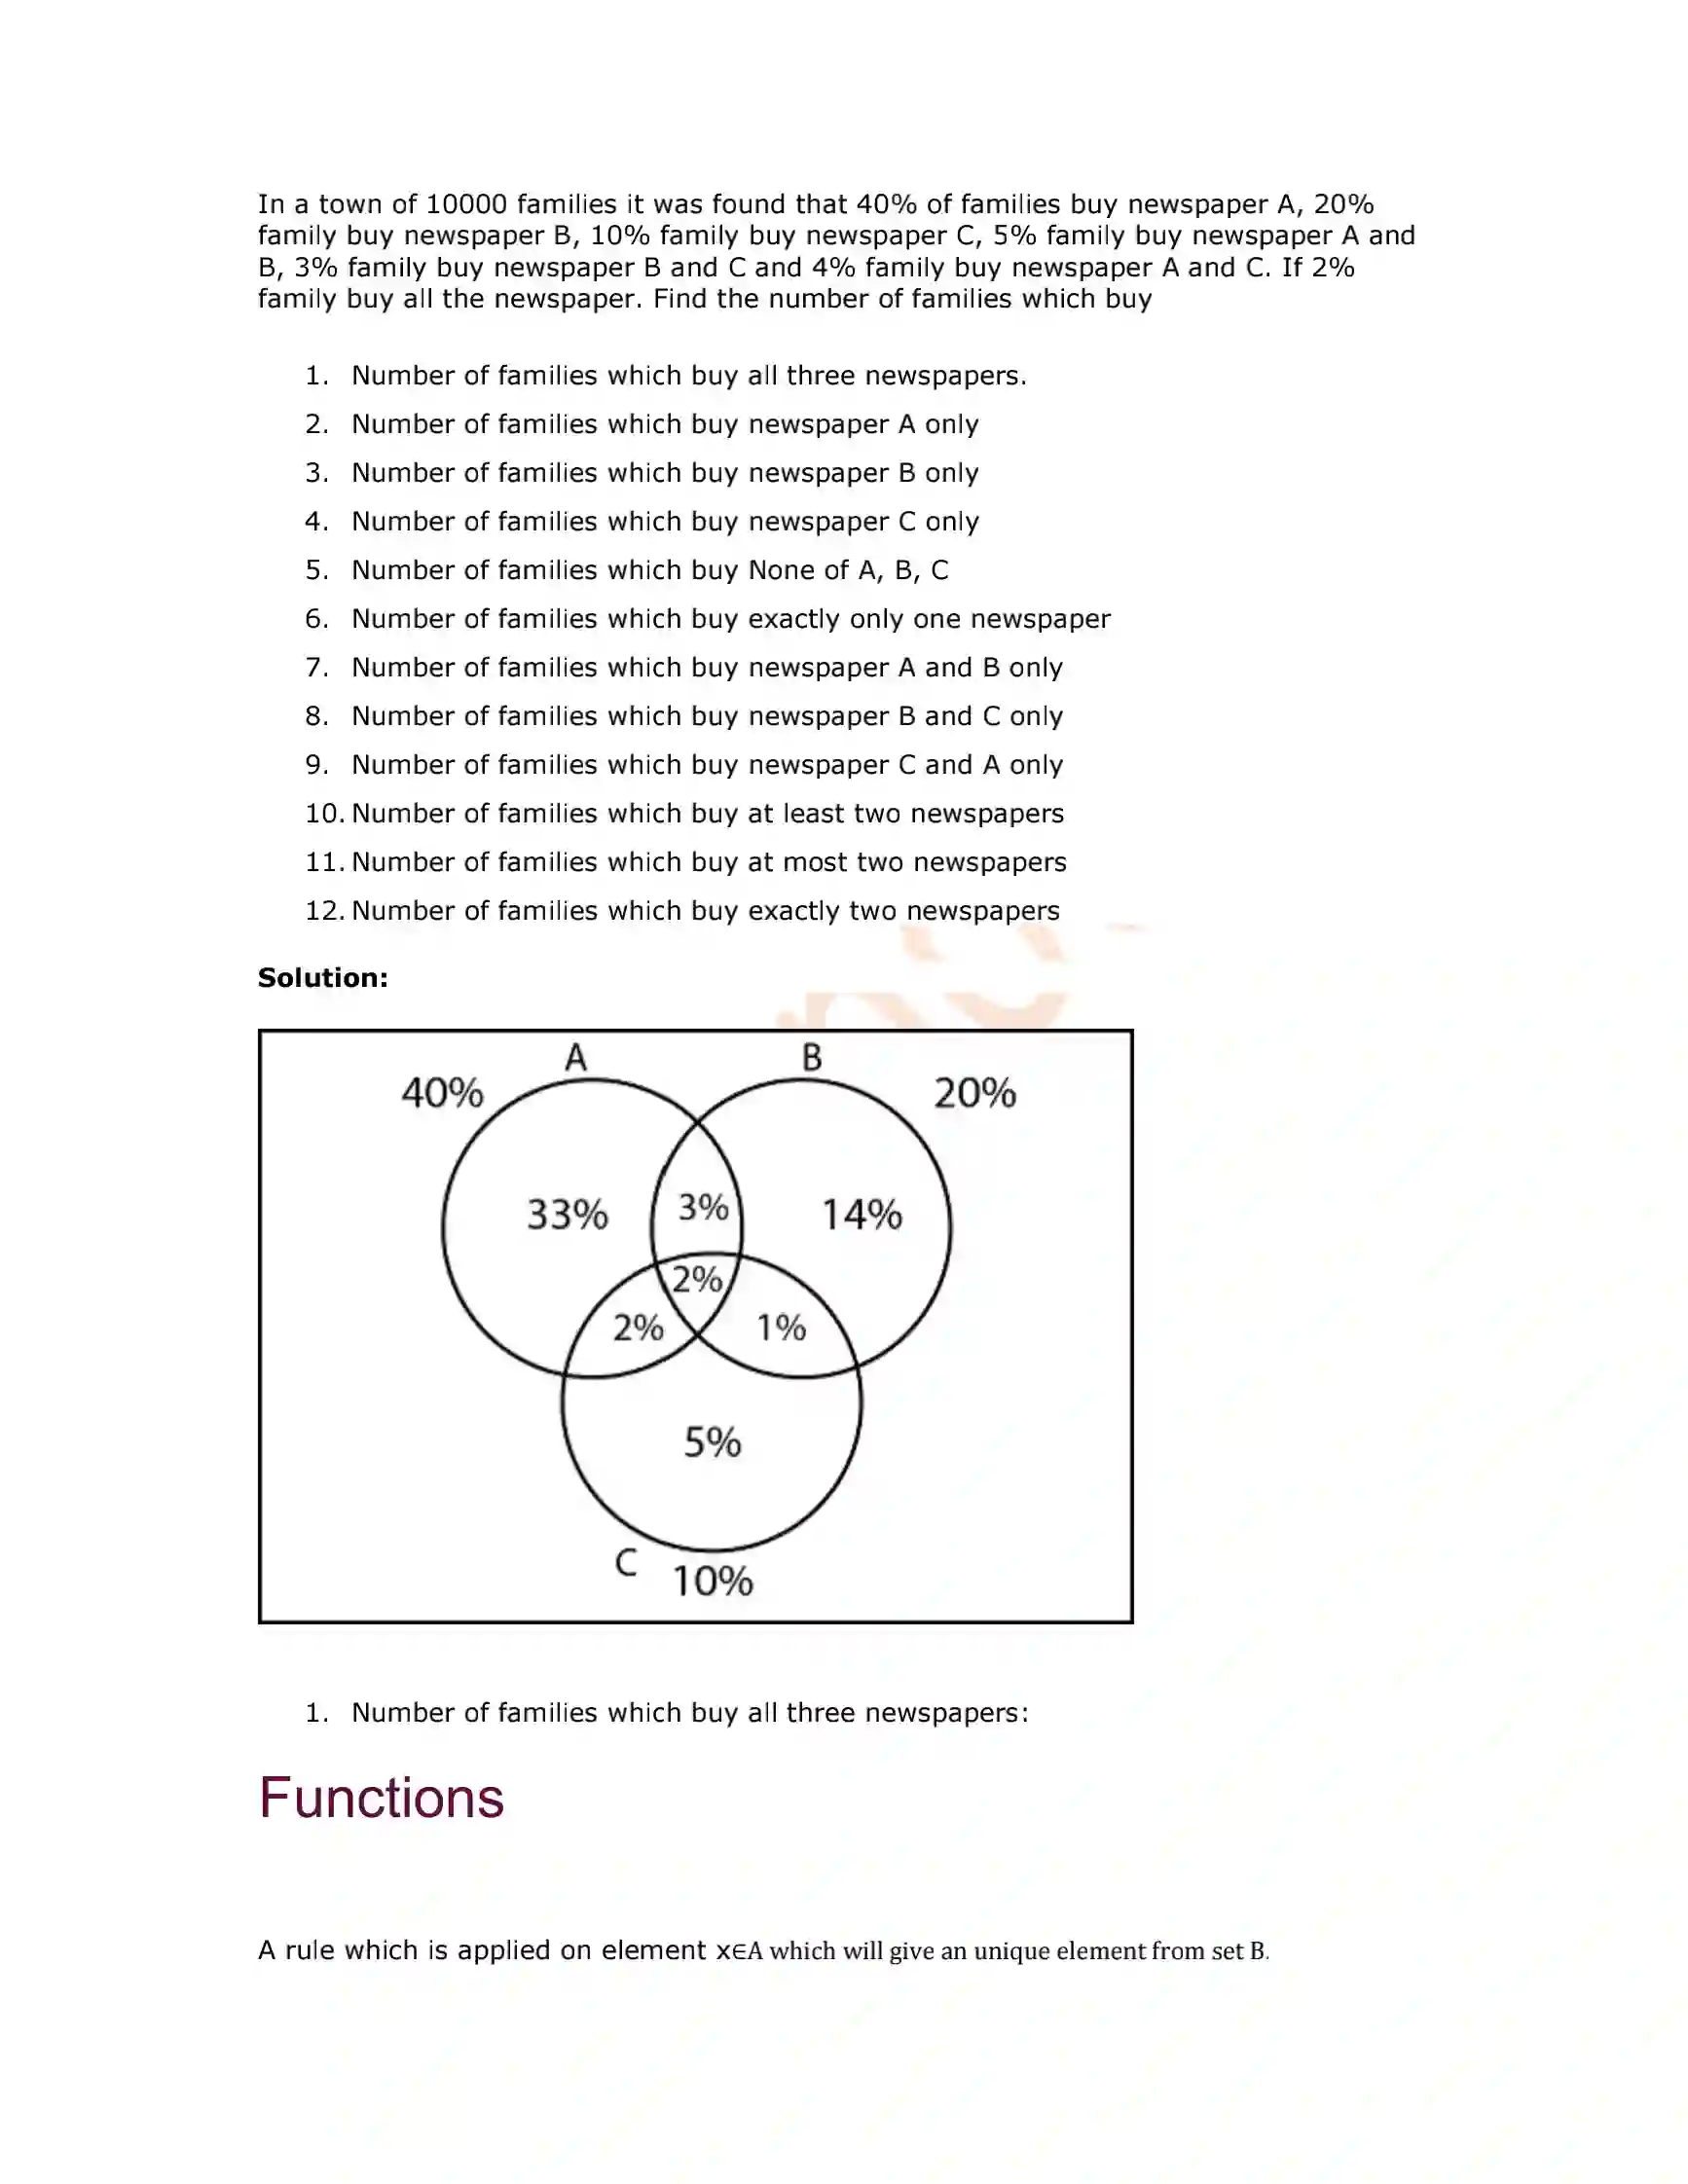 In a town of 10000 families it was found that 40% of families buy newspaper A, 20%
family buy newspaper B, 10% family buy newspaper C, 5% family buy newspaper A and
B, 3% family buy newspaper B and C and 4% family buy newspaper A and C. If 2%
family buy all the newspaper. Find the number of families which buy
1. Number of families which buy all three newspapers.
2. Number of families which buy newspaper A only
3. Number of families which buy newspaper B only
4. Number of families which buy newspaper C only
5. Number of families which buy None of A, B, C
6. Number of families which buy exactly only one newspaper
7. Number of families which buy newspaper A and B only
8. Number of families which buy newspaper B and C only
9. Number of families which buy newspaper C and A only
10. Number of families which buy at least two newspapers
11. Number of families which buy at most two newspapers
12. Number of families which buy exactly two newspapers
Solution:
A B
40% 20%
33% 3% 14%
2%
2% 1%
5%
C 10%
1. Number of families which buy all three newspapers:
Functions
A rule which is applied on element x∈A which will give an unique element from set B.